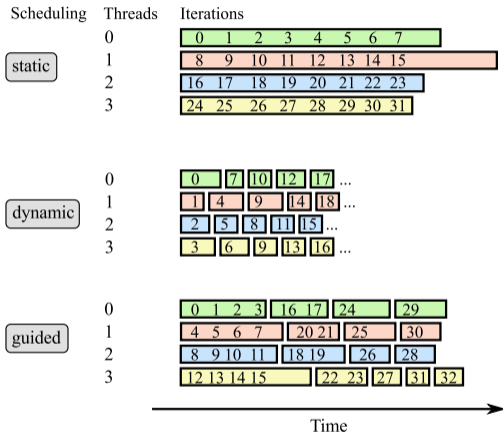 Scheduling Threads Iterations
0 0 1 2 3 4 5 6 7
static
1 8 9 10 11 12 13 14 15
2 16 17 18 19 20 21 22 23
3 24 25 26 27 28 29 30 31
0 0 7 10 12 17 ...
dynamic
1 1 4 9 14 18 ...
2 2 5 8 11 15 ...
3 3 6 9 13 16 ...
0 0 1 2 3 16 17 24 29
guided
1 4 5 6 7 20 21 25 30
2 8 9 10 11 18 19 26 28
3 12 13 14 15 22 23 27 31 32
Time